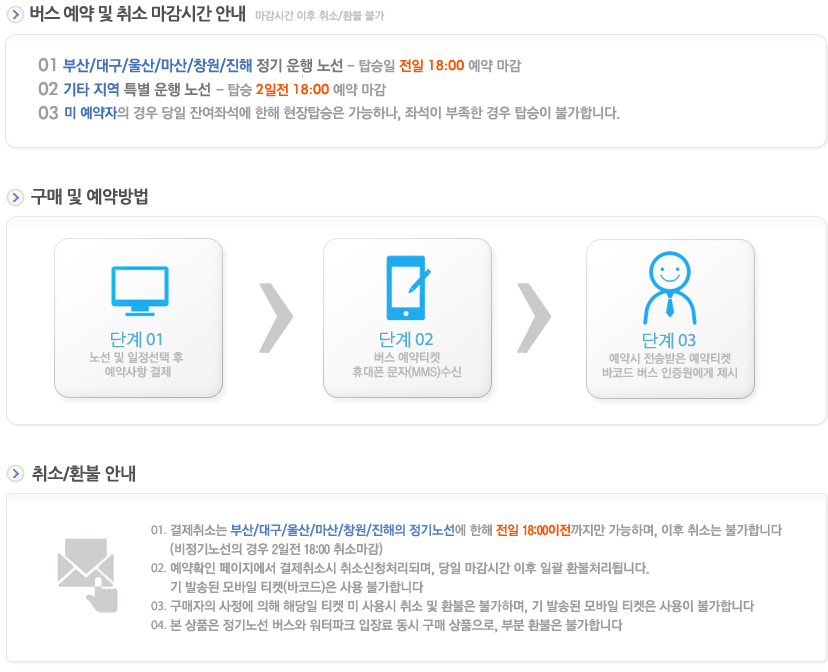 버스 예약 및 취소 마감시간 안내 마감시간 이후 취소/환불 불가
01 부산/대구/울산/마산/창원/진해 정기 운행 노선 – 탑승일 전일 18:00 예약 마감
02 기타 지역 특별 운행 노선 – 탑승 2일전 18:00 예약 마감
03 미 예약자의 경우 당일 잔여좌석에 한해 현장탑승은 가능하나, 좌석이 부족한 경우 탑승이 불가합니다.
구매 및 예약방법
단계 01
노선 및 일정선택 후
예약사항 결제
단계 02
버스 예약티켓
휴대폰 문자(MMS)수신
단계 03
예약시 전송받은 예약티켓
바코드 버스 인증원에게 제시
취소/환불 안내
01. 결제취소는 부산/대구/울산/마산/창원/진해의 정기노선에 한해 전일 18:00이전까지만 가능하며, 이후 취소는 불가합니다
(비정기노선의 경우 2일전 18:00 취소마감)
02. 예약확인 페이지에서 결제취소시 취소신청처리되며, 당일 마감시간 이후 일괄 환불처리됩니다.
기 발송된 모바일 티켓(바코드)은 사용 불가합니다
03. 구매자의 사정에 의해 해당일 티켓 미 사용시 취소 및 환불은 불가하며, 기 발송된 모바일 티켓은 사용이 불가합니다
04. 본 상품은 정기노선 버스와 워터파크 입장료 동시 구매 상품으로, 부분 환불은 불가합니다